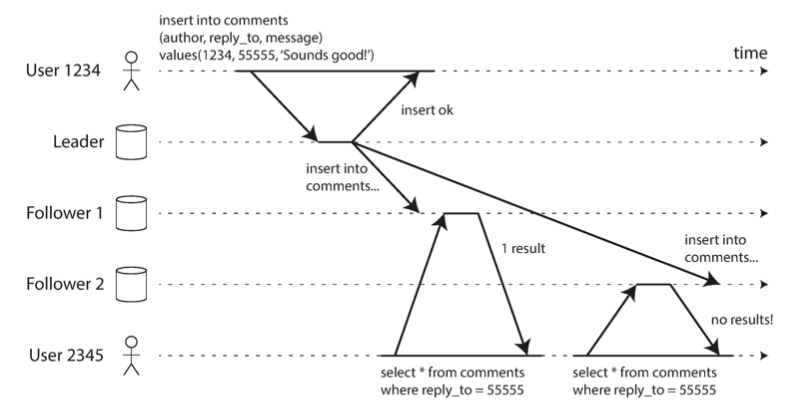 insert into comments
(author, reply_to, message)
values(1234, 55555, ‘Sounds good!’)
time
User 1234
insert ok
Leader
insert into
comments...
Follower 1
1 result
insert into
comments...
Follower 2
no results!
User 2345
select * from comments
where reply_to = 55555
select * from comments
where reply_to = 55555